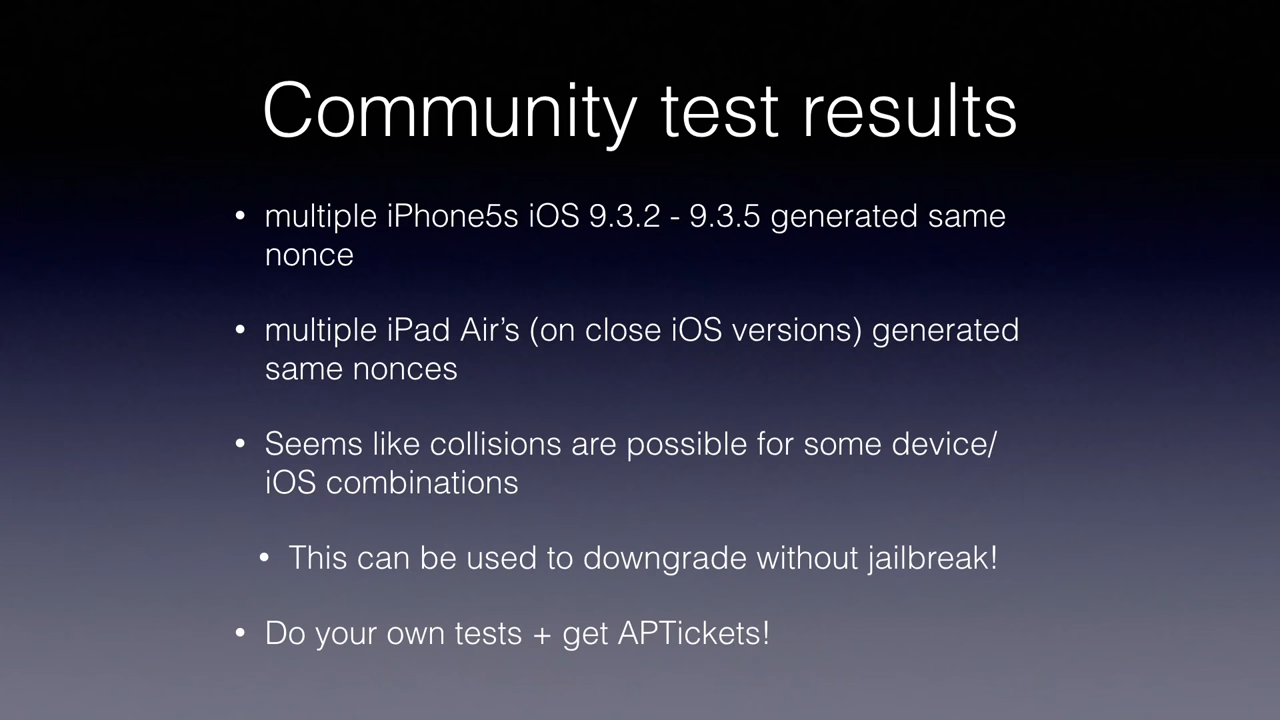 Community test results
• multiple iPhone5s iOS 9.3.2 - 9.3.5 generated same
nonce
• multiple iPad Air’s (on close iOS versions) generated
same nonces
• Seems like collisions are possible for some device/
iOS combinations
• This can be used to downgrade without jailbreak!
• Do your own tests + get APTickets!